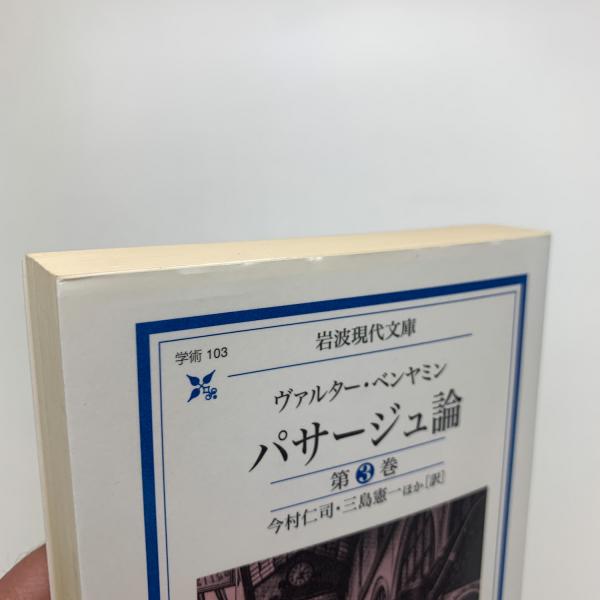 岩波現代文庫
学術 103
ヴァルター・ベンヤミン
パサージュ論
第3巻
今村仁司・三島憲一ほか[訳]